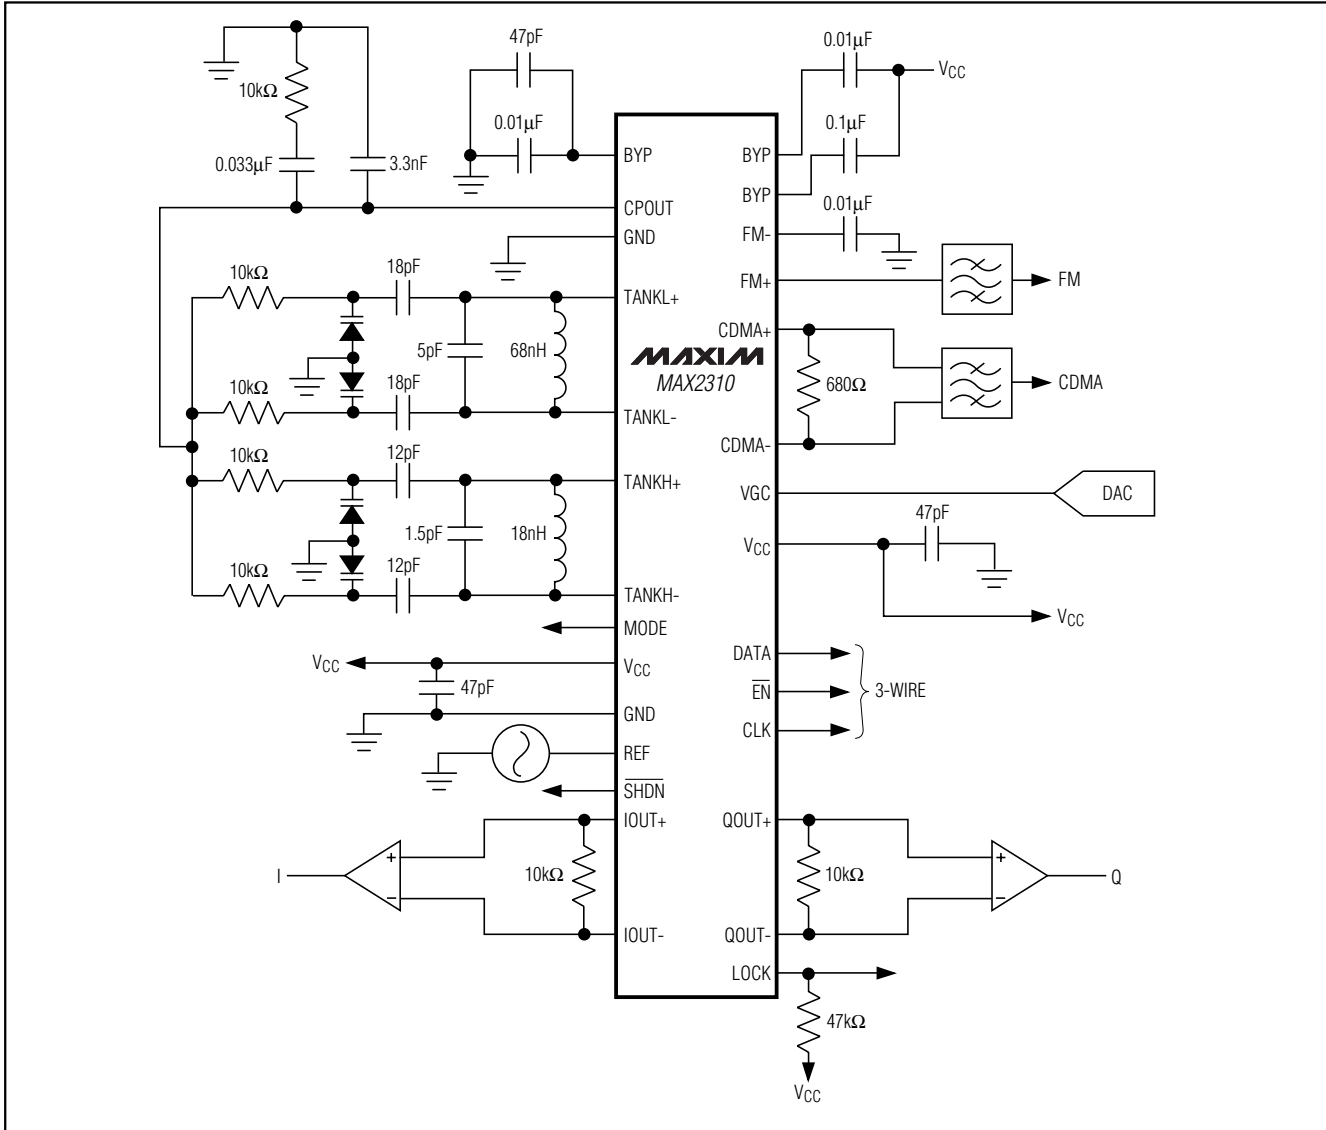 47pF
0.01µF
VCC
10kΩ
0.01µF
0.1µF
0.033µF
3.3nF
BYP
BYP
BYP
CPOUT
0.01µF
GND
FM-
18pF
10kΩ
FM+
FM
TANKL+
CDMA+
5pF
68nH
MAXIM
MAX2310
680Ω
CDMA
10kΩ
18pF
TANKL-
CDMA-
10kΩ
12pF
TANKH+
VGC
DAC
47pF
1.5pF
18nH
VCC
10kΩ
12pF
TANKH-
MODE
VCC
DATA
VCC
VCC
47pF
EN
3-WIRE
GND
CLK
REF
SHDN
IOUT+
QOUT+
+
+
I
10kΩ
10kΩ
Q
−
−
IOUT-
QOUT-
LOCK
47kΩ
VCC